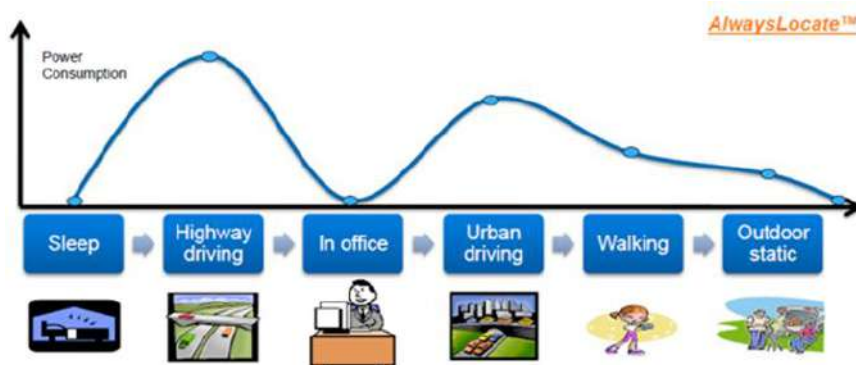 AlwaysLocate™
Power
Consumption
Sleep
Highway
driving
In office
Urban
driving
Walking
Outdoor
static